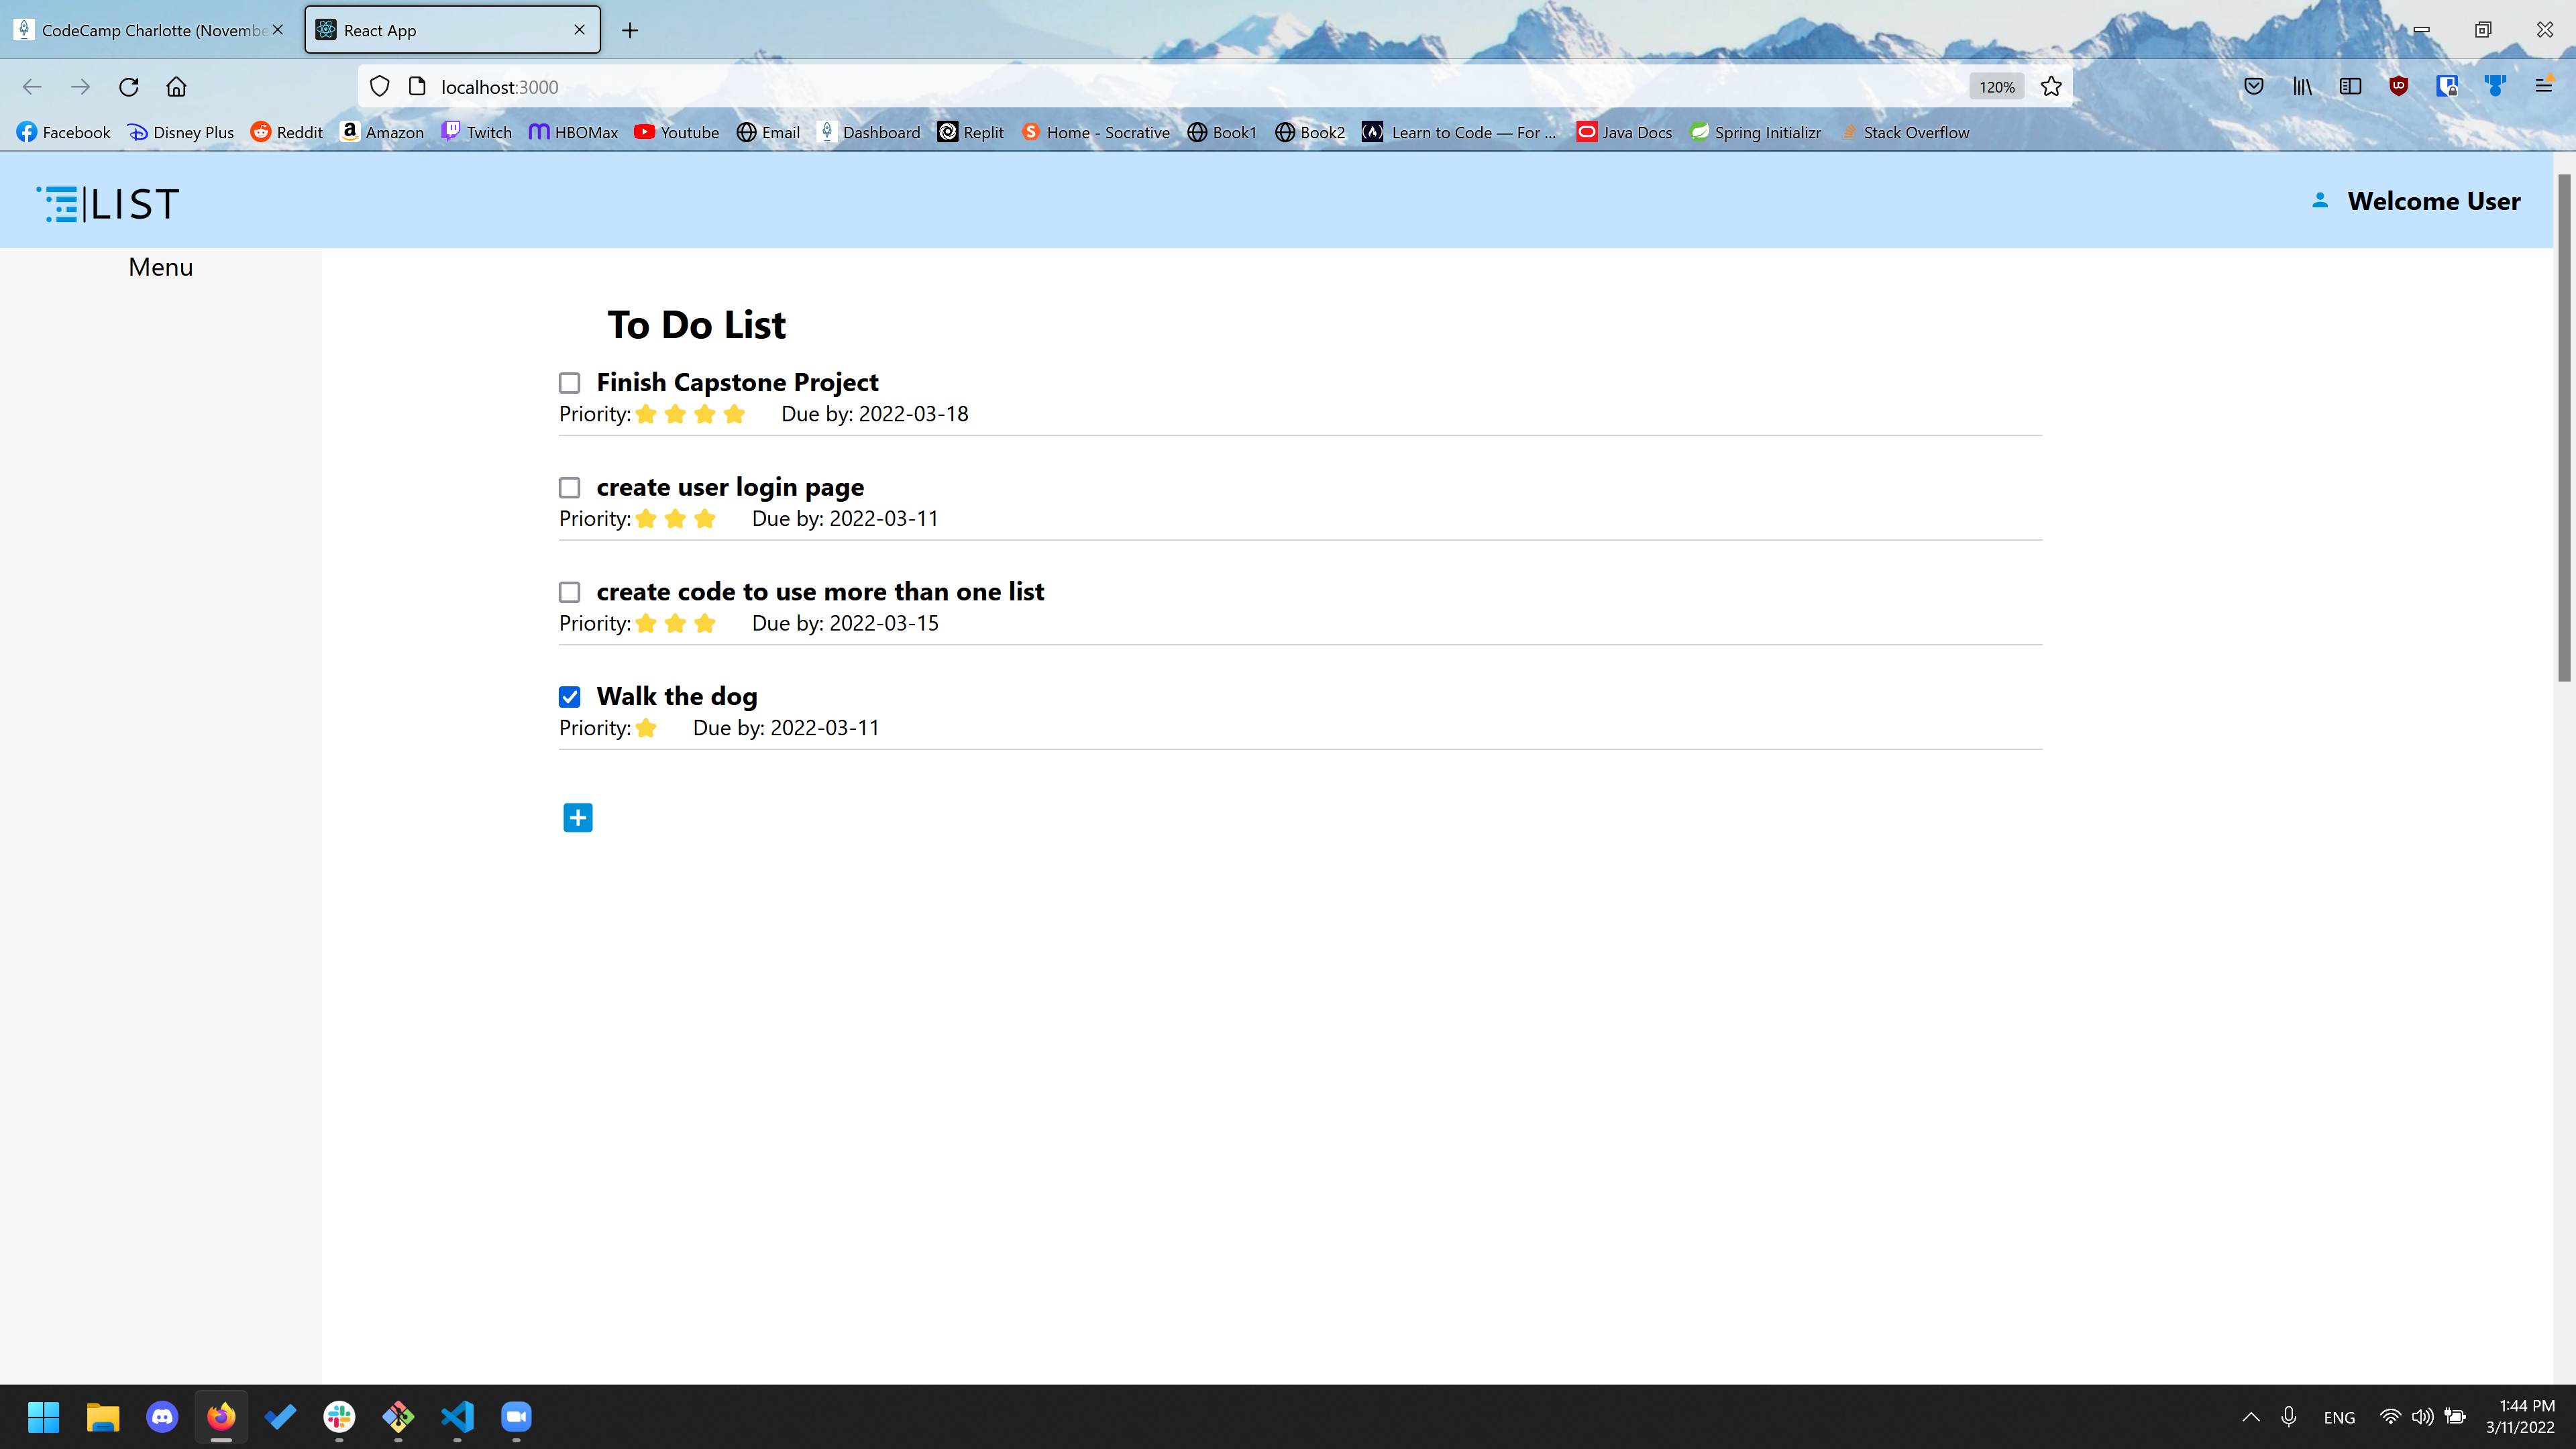 CodeCamp Charlotte (Novembe
React App
localhost:3000
120%
Facebook Disney Plus Reddit Amazon Twitch HBOMax Youtube Email Dashboard Replit Home - Socrative Book1 Book2 Learn to Code — For ... Java Docs Spring Initializr Stack Overflow
LIST
Welcome User
Menu
To Do List
Finish Capstone Project
Priority: Due by: 2022-03-18
create user login page
Priority: Due by: 2022-03-11
create code to use more than one list
Priority: Due by: 2022-03-15
Walk the dog
Priority: Due by: 2022-03-11
ENG
1:44 PM
3/11/2022